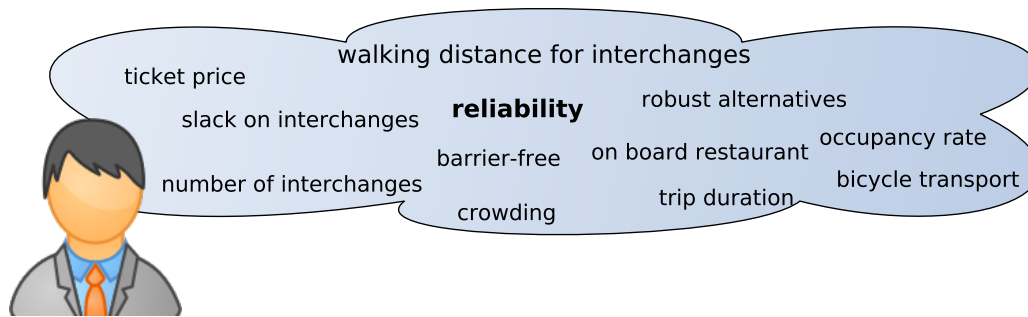 walking distance for interchanges
ticket price
robust alternatives
reliability
slack on interchanges
occupancy rate
on board restaurant
barrier-free
bicycle transport
number of interchanges
trip duration
crowding